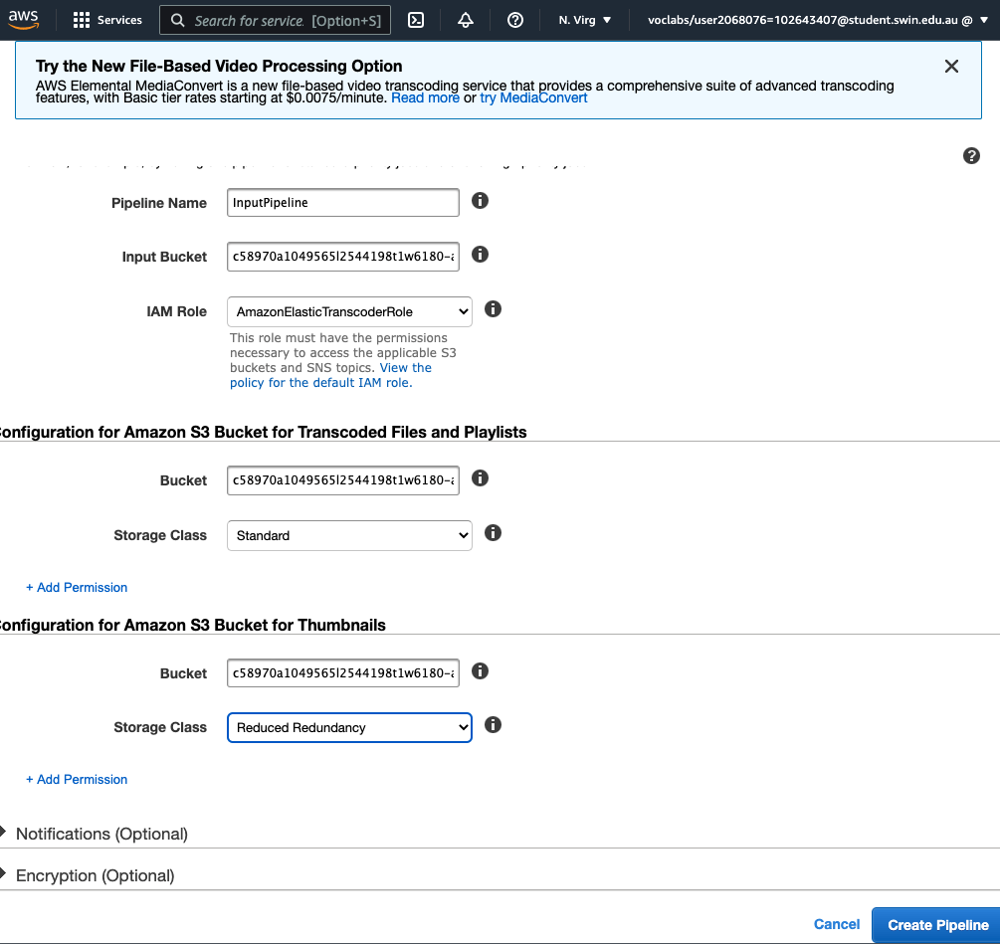 aws Services Search for service. [Option+S] N. Virg voclabs/user2068076=102643407@student.swin.edu.au @
Try the New File-Based Video Processing Option
AWS Elemental MediaConvert is a new file-based video transcoding service that provides a comprehensive suite of advanced transcoding
features, with Basic tier rates starting at $0.0075/minute. Read more or try MediaConvert
Pipeline Name InputPipeline
Input Bucket c58970a1049565l2544198t1w6180-a
IAM Role AmazonElasticTranscoderRole
This role must have the permissions
necessary to access the applicable S3
buckets and SNS topics. View the
policy for the default IAM role.
onfiguration for Amazon S3 Bucket for Transcoded Files and Playlists
Bucket c58970a1049565l2544198t1w6180-a
Storage Class Standard
+ Add Permission
onfiguration for Amazon S3 Bucket for Thumbnails
Bucket c58970a1049565l2544198t1w6180-a
Storage Class Reduced Redundancy
+ Add Permission
Notifications (Optional)
Encryption (Optional)
Cancel Create Pipeline